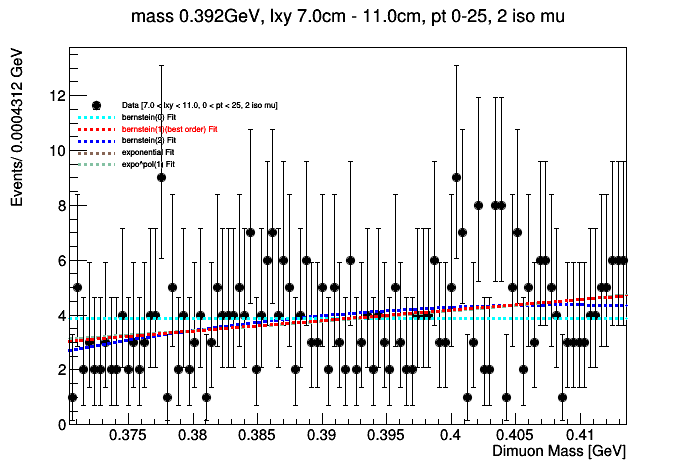 mass 0.392GeV, lxy 7.0cm - 11.0cm, pt 0-25, 2 iso mu
Events/ 0.0004312 GeV
12
10
8
6
4
2
0
Data [7.0 < lxy < 11.0, 0 < pt < 25, 2 iso mu]
bernstein(0) Fit
bernstein(1)(best order) Fit
bernstein(2) Fit
exponential Fit
expo*pol(1) Fit
0.375 0.38 0.385 0.39 0.395 0.4 0.405 0.41
Dimuon Mass [GeV]